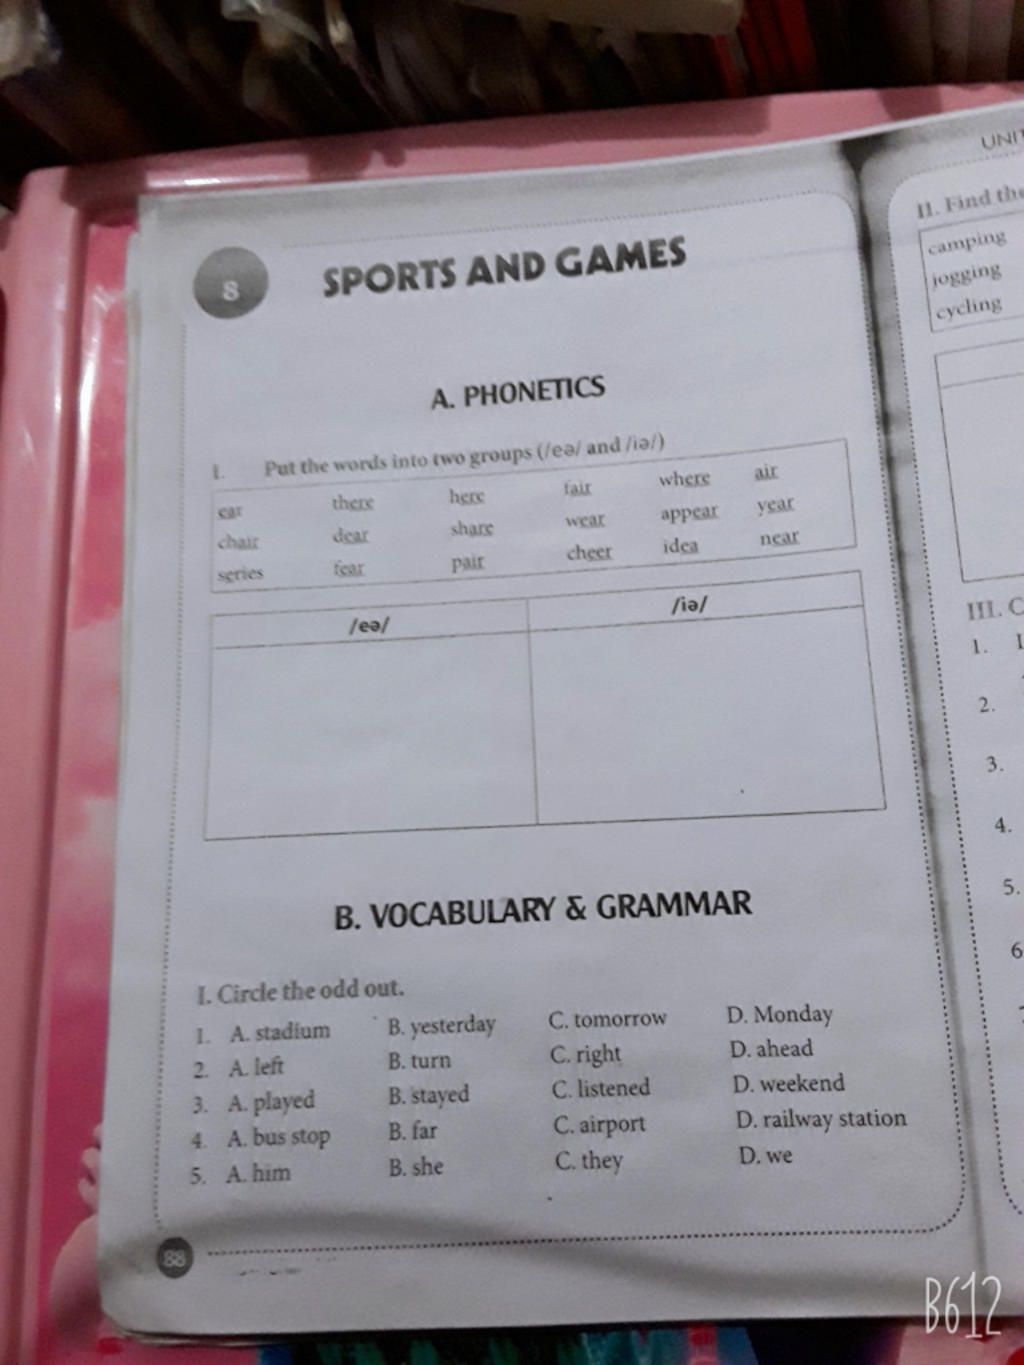 8
SPORTS AND GAMES
A. PHONETICS
I. Put the words into two groups (/eə/ and /iə/)
ear there here fair where air
chair dear share wear appear year
series fear pair cheer idea near
/eə/ /iə/
B. VOCABULARY & GRAMMAR
I. Circle the odd out.
1. A. stadium B. yesterday C. tomorrow D. Monday
2. A. left B. turn C. right D. ahead
3. A. played B. stayed C. listened D. weekend
4. A. bus stop B. far C. airport D. railway station
5. A. him B. she C. they D. we
88
UNIT
II. Find the
camping
jogging
cycling
III. C
1.
2.
3.
4.
5.
6
B612